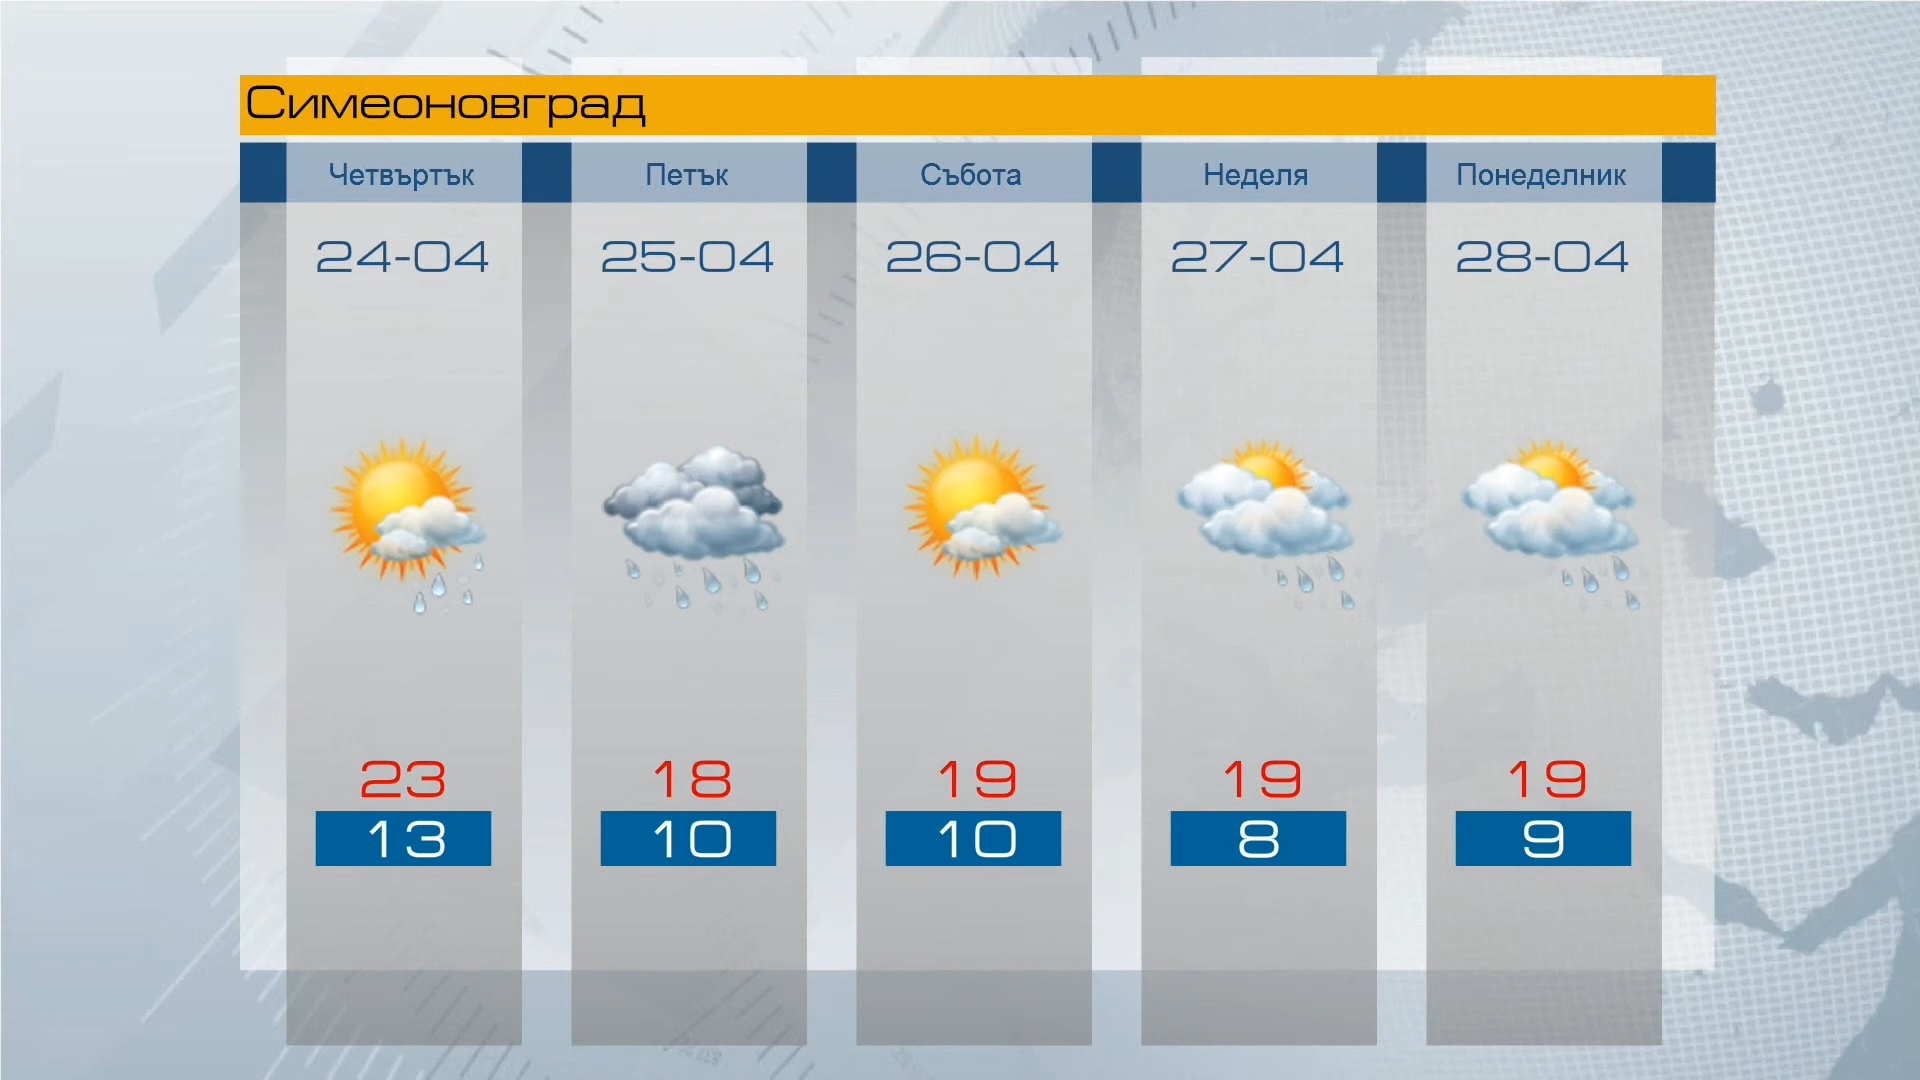 Симеоновград
Четвъртък Петък Събота Неделя Понеделник
24-04 25-04 26-04 27-04 28-04
23 18 19 19 19
13 10 10 8 9